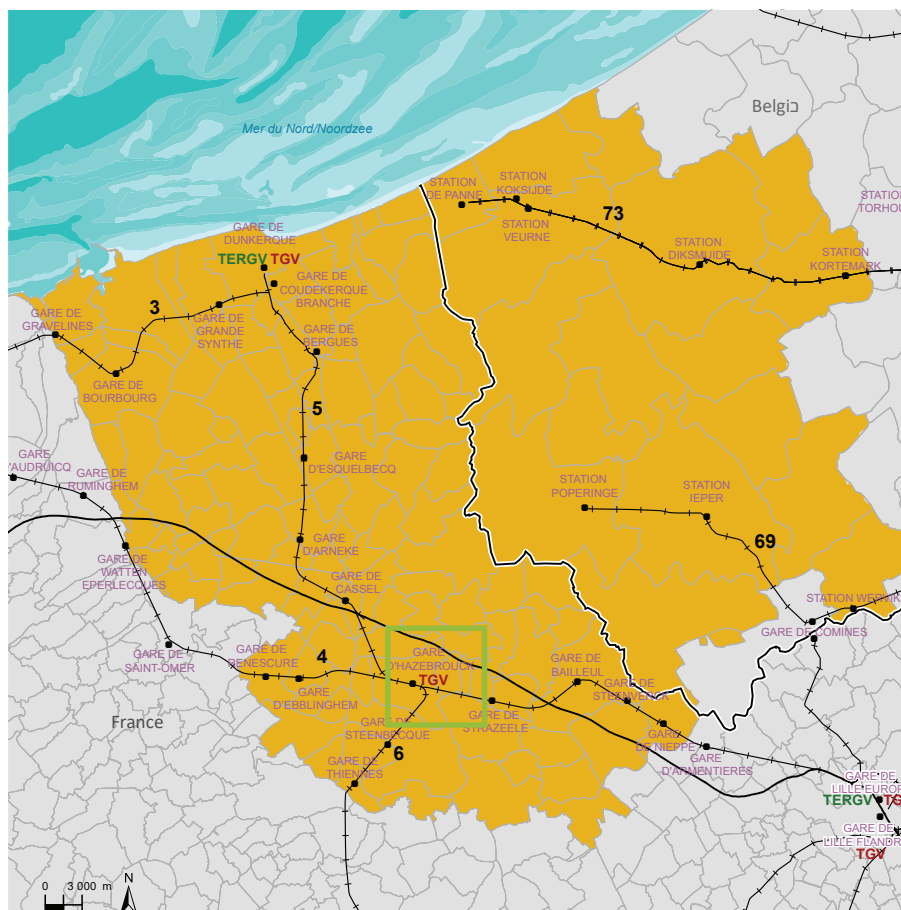 Belgiכ
Mer du Nord/Noordzee
STATION
DE PANNE
STATION
KOKSIJDE
STATION
VEURNE
73
STATION
DIKSMUIDE
STATION
KORTEMARK
STATION
TORHOU
GARE DE
DUNKERQUE
TERGV TGV
GARE DE
COUDEKERQUE
BRANCHE
3
GARE DE
GRAVELINES
GARE DE
GRANDE
SYNTHE
GARE DE
BERGUES
GARE DE
BOURBOURG
5
GARE
D'ESQUELBECQ
GARE
'AUDRUICQ
GARE DE
RUMINGHEM
STATION
POPERINGE
STATION
IEPER
69
GARE
D'ARNEKE
GARE DE
WATTEN
EPERLECQUES
GARE DE
CASSEL
STATION WERVIK
GARE DE COMINES
GARE DE
SAINT-OMER
GARE DE
RENESCURE
4
GARE
D'EBBLINGHEM
GARE
D'HAZEBROUCK
TGV
GARE DE
BAILLEUL
GARE DE
STEENWERCK
GARE DE
STRAZEELE
GARE DE
STEENBECQUE
6
GARE DE
THIENNES
GARE
DE NIEPPE
GARE
D'ARMENTIERES
France
GARE DE
LILLE EUROP
TERGV TG
GARE DE
LILLE FLANDR
TGV
0 3 000 m
N